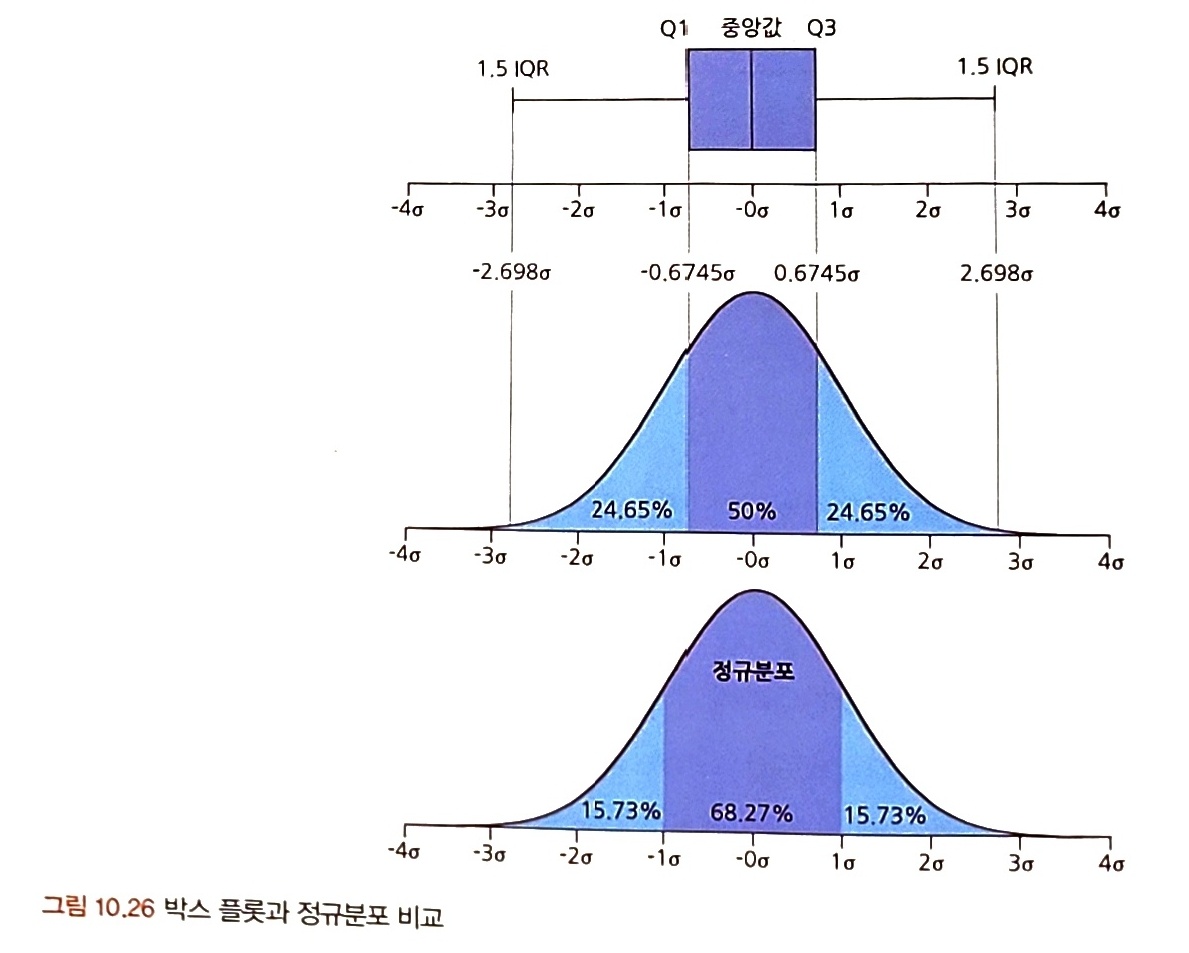 Q1 중앙값 Q3
1.5 IQR 1.5 IQR
-4σ -3σ -2σ -1σ -0σ 1σ 2σ 3σ 4σ
-2.698σ -0.6745σ 0.6745σ 2.698σ
24.65% 50% 24.65%
-4σ -3σ -2σ -1σ -0σ 1σ 2σ 3σ 4σ
정규분포
15.73% 68.27% 15.73%
-4σ -3σ -2σ -1σ -0σ 1σ 2σ 3σ 4σ
그림 10.26 박스 플롯과 정규분포 비교